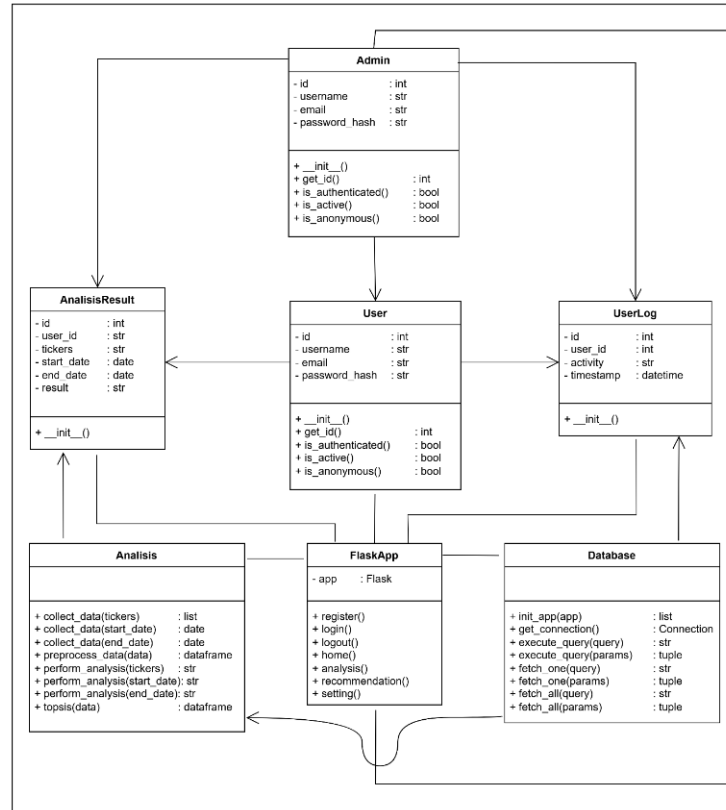 Admin
- id : int
- username : str
- email : str
- password_hash : str
+ __init__()
+ get_id() : int
+ is_authenticated() : bool
+ is_active() : bool
+ is_anonymous() : bool
AnalisisResult
- id : int
- user_id : str
- tickers : str
- start_date : date
- end_date : date
- result : str
+ __init__()
User
- id : int
- username : str
- email : str
- password_hash : str
+ __init__()
+ get_id() : int
+ is_authenticated() : bool
+ is_active() : bool
+ is_anonymous() : bool
UserLog
- id : int
- user_id : int
- activity : str
- timestamp : datetime
+ __init__()
Analisis
+ collect_data(tickers) : list
+ collect_data(start_date) : date
+ collect_data(end_date) : date
+ preprocess_data(data) : dataframe
+ perform_analysis(tickers) : str
+ perform_analysis(start_date) : str
+ perform_analysis(end_date) : str
+ topsis(data) : dataframe
FlaskApp
- app : Flask
+ register()
+ login()
+ logout()
+ home()
+ analysis()
+ recommendation()
+ setting()
Database
+ init_app(app) : list
+ get_connection() : Connection
+ execute_query(query) : str
+ execute_query(params) : tuple
+ fetch_one(query) : str
+ fetch_one(params) : tuple
+ fetch_all(query) : str
+ fetch_all(params) : tuple